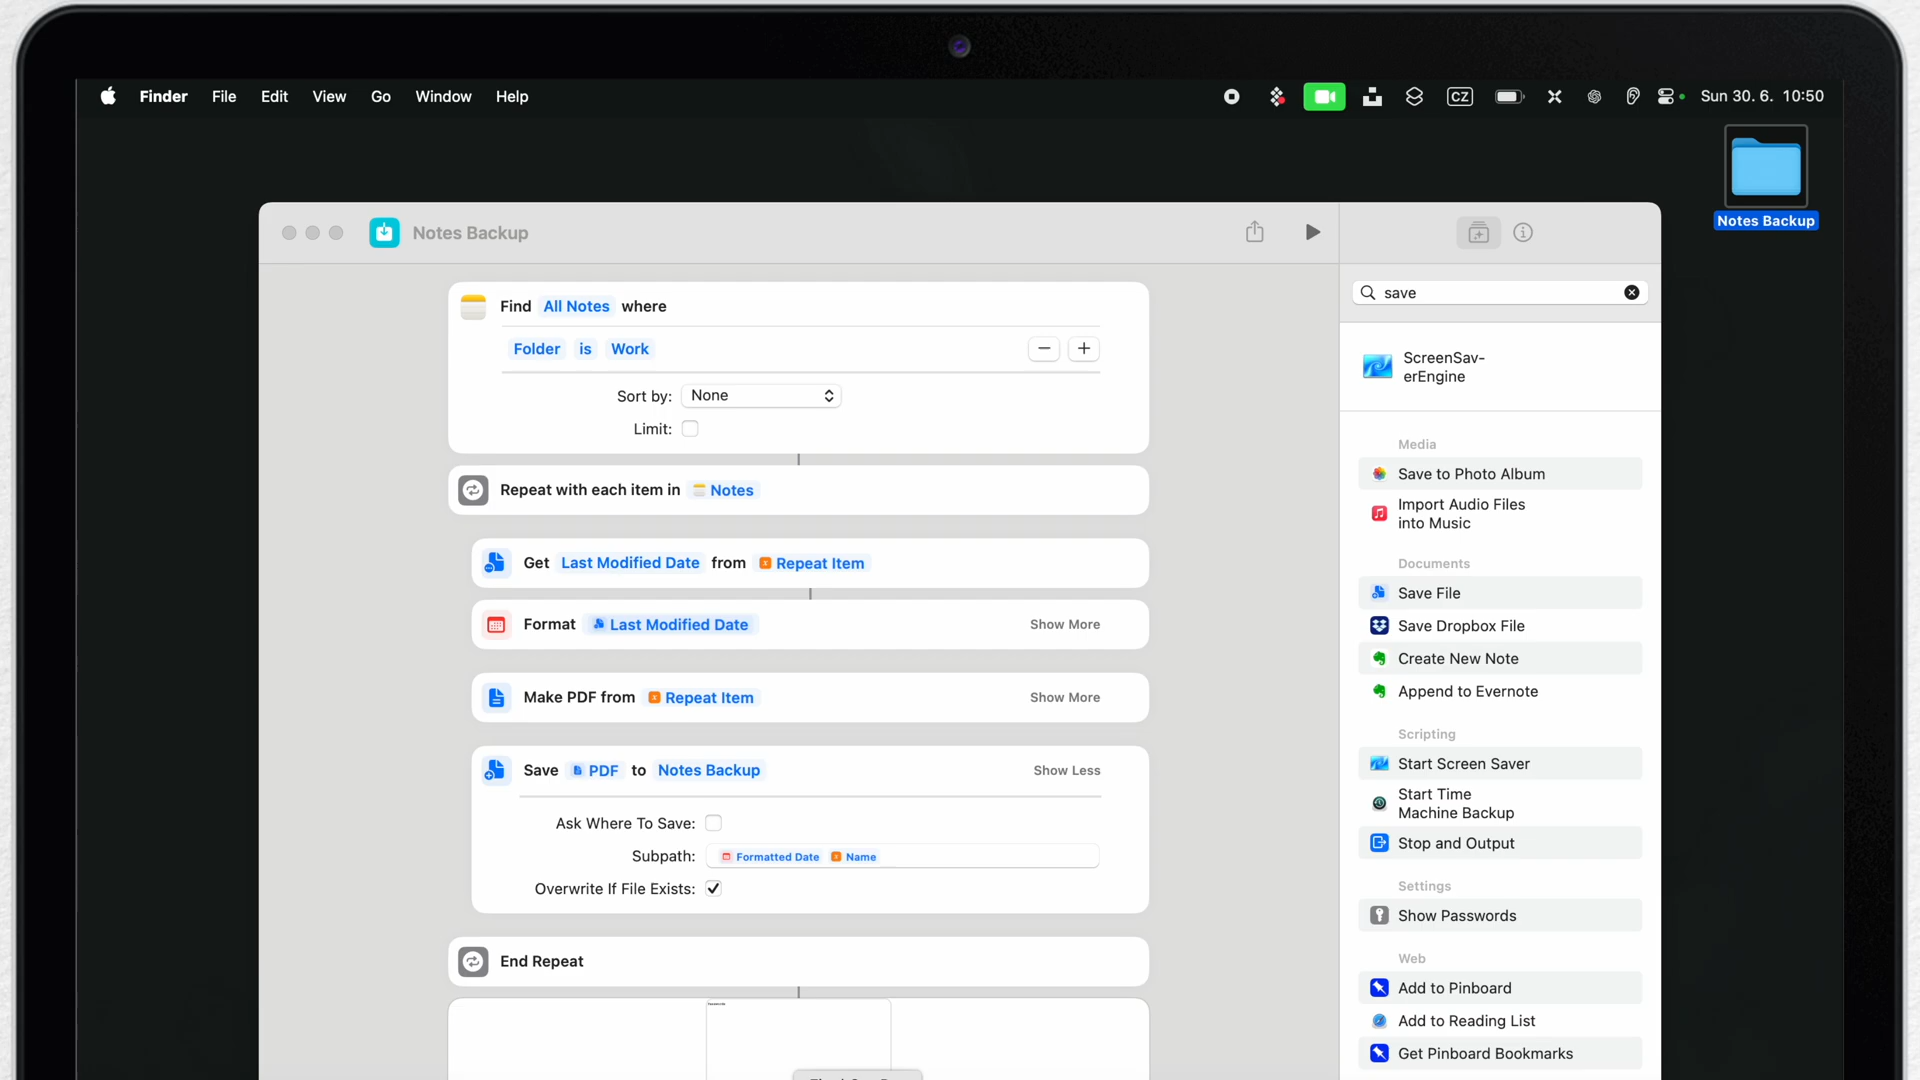 Finder File Edit View Go Window Help
CZ
Sun 30. 6. 10:50
Notes Backup
Notes Backup
Find All Notes where
Folder is Work
Sort by: None
Limit:
Repeat with each item in Notes
Get Last Modified Date from Repeat Item
Format Last Modified Date Show More
Make PDF from Repeat Item Show More
Save PDF to Notes Backup Show Less
Ask Where To Save:
Subpath: Formatted Date Name
Overwrite If File Exists:
End Repeat
save
ScreenSav-
erEngine
Media
Save to Photo Album
Import Audio Files
into Music
Documents
Save File
Save Dropbox File
Create New Note
Append to Evernote
Scripting
Start Screen Saver
Start Time
Machine Backup
Stop and Output
Settings
Show Passwords
Web
Add to Pinboard
Add to Reading List
Get Pinboard Bookmarks